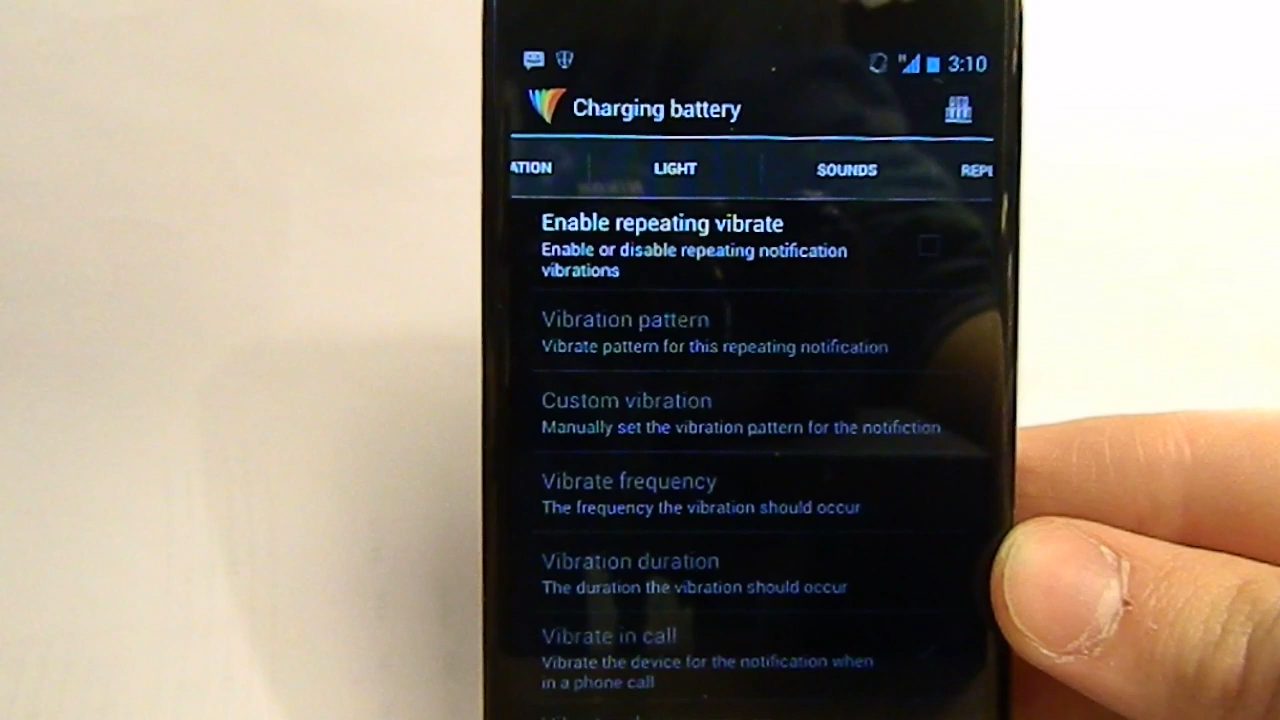 3:10
Charging battery
ATION LIGHT SOUNDS REPL
Enable repeating vibrate
Enable or disable repeating notification
vibrations
Vibration pattern
Vibrate pattern for this repeating notification
Custom vibration
Manually set the vibration pattern for the notifiction
Vibrate frequency
The frequency the vibration should occur
Vibration duration
The duration the vibration should occur
Vibrate in call
Vibrate the device for the notification when
in a phone call